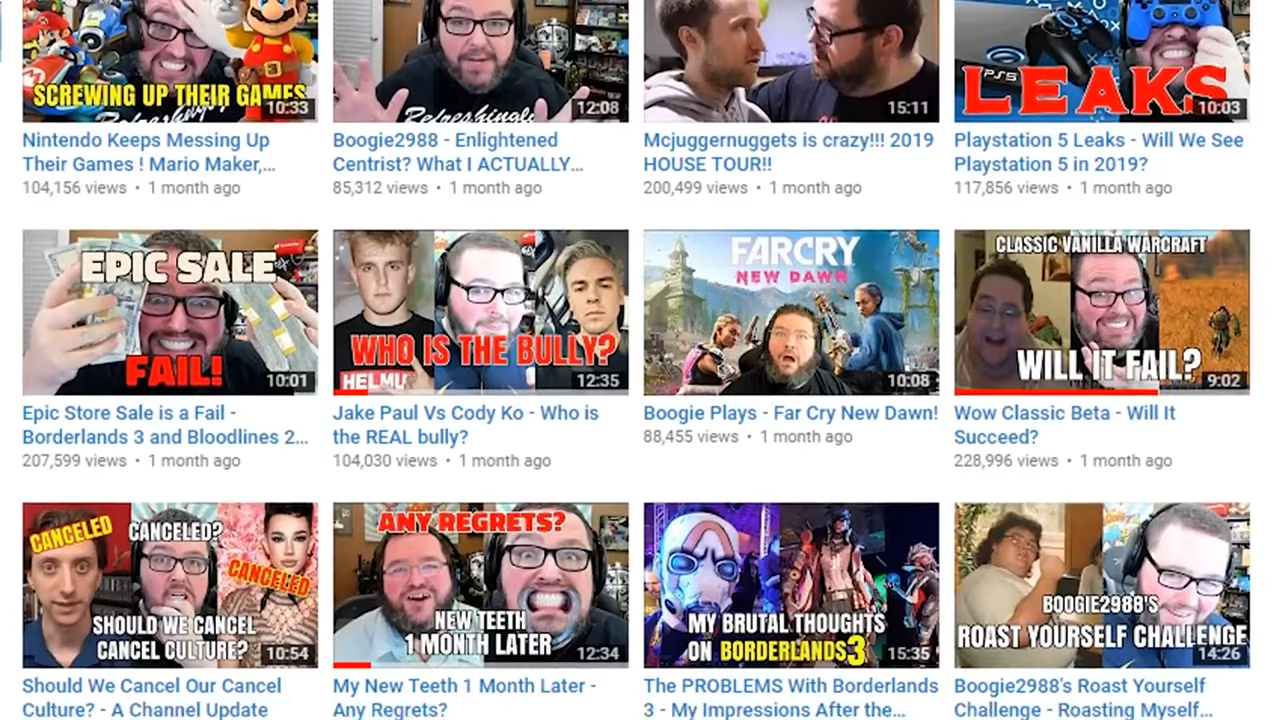 SCREWING UP THEIR GAMES
10:33
Refreshingly
12:08
15:11
PS5
LEAKS
10:03
Nintendo Keeps Messing Up
Their Games ! Mario Maker,...
104,156 views • 1 month ago
Boogie2988 - Enlightened
Centrist? What I ACTUALLY...
85,312 views • 1 month ago
Mcjuggernuggets is crazy!!! 2019
HOUSE TOUR!!
200,499 views • 1 month ago
Playstation 5 Leaks - Will We See
Playstation 5 in 2019?
117,856 views • 1 month ago
EPIC SALE
FAIL!
10:01
WHO IS THE BULLY?
HELMU
12:35
FARCRY
NEW DAWN
10:08
CLASSIC VANILLA WARCRAFT
WILL IT FAIL?
9:02
Epic Store Sale is a Fail -
Borderlands 3 and Bloodlines 2...
207,599 views • 1 month ago
Jake Paul Vs Cody Ko - Who is
the REAL bully?
104,030 views • 1 month ago
Boogie Plays - Far Cry New Dawn!
88,455 views • 1 month ago
Wow Classic Beta - Will It
Succeed?
228,996 views • 1 month ago
CANCELED
CANCELED?
CANCELED
SHOULD WE CANCEL
CANCEL CULTURE?
10:54
ANY REGRETS?
NEW TEETH
1 MONTH LATER
12:34
MY BRUTAL THOUGHTS
ON BORDERLANDS 3
15:35
BOOGIE2988'S
ROAST YOURSELF CHALLENGE
14:26
Should We Cancel Our Cancel
Culture? - A Channel Update
My New Teeth 1 Month Later -
Any Regrets?
The PROBLEMS With Borderlands
3 - My Impressions After the...
Boogie2988's Roast Yourself
Challenge - Roasting Myself...